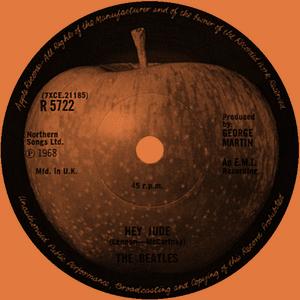 Apple Records—All Rights of the Manufacturer and of the Owner of the Recorded Work Reserved
(7XCE.21185)
R 5722
Northern
Songs Ltd.
℗ 1968
Mfd. In U.K.
Produced
by:
GEORGE
MARTIN
An E.M.I.
Recording
45 r.p.m.
HEY JUDE
(Lennon—McCartney)
THE BEATLES
Unauthorised Public Performance, Broadcasting and Copying of this Record Prohibited